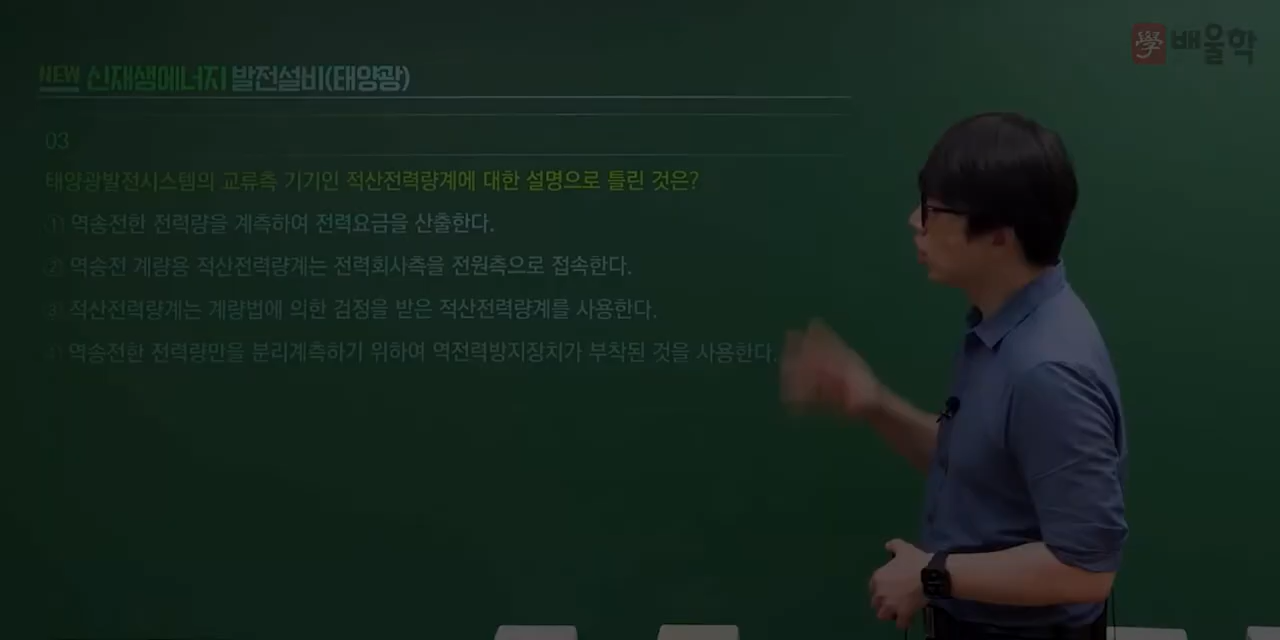 學 배울학
NEW 신재생에너지 발전설비(태양광)
03
태양광발전시스템의 교류측 기기인 적산전력량계에 대한 설명으로 틀린 것은?
① 역송전한 전력량을 계측하여 전력요금을 산출한다.
② 역송전 계량용 적산전력량계는 전력회사측을 전원측으로 접속한다.
③ 적산전력량계는 계량법에 의한 검정을 받은 적산전력량계를 사용한다.
④ 역송전한 전력량만을 분리계측하기 위하여 역전력방지장치가 부착된 것을 사용한다.